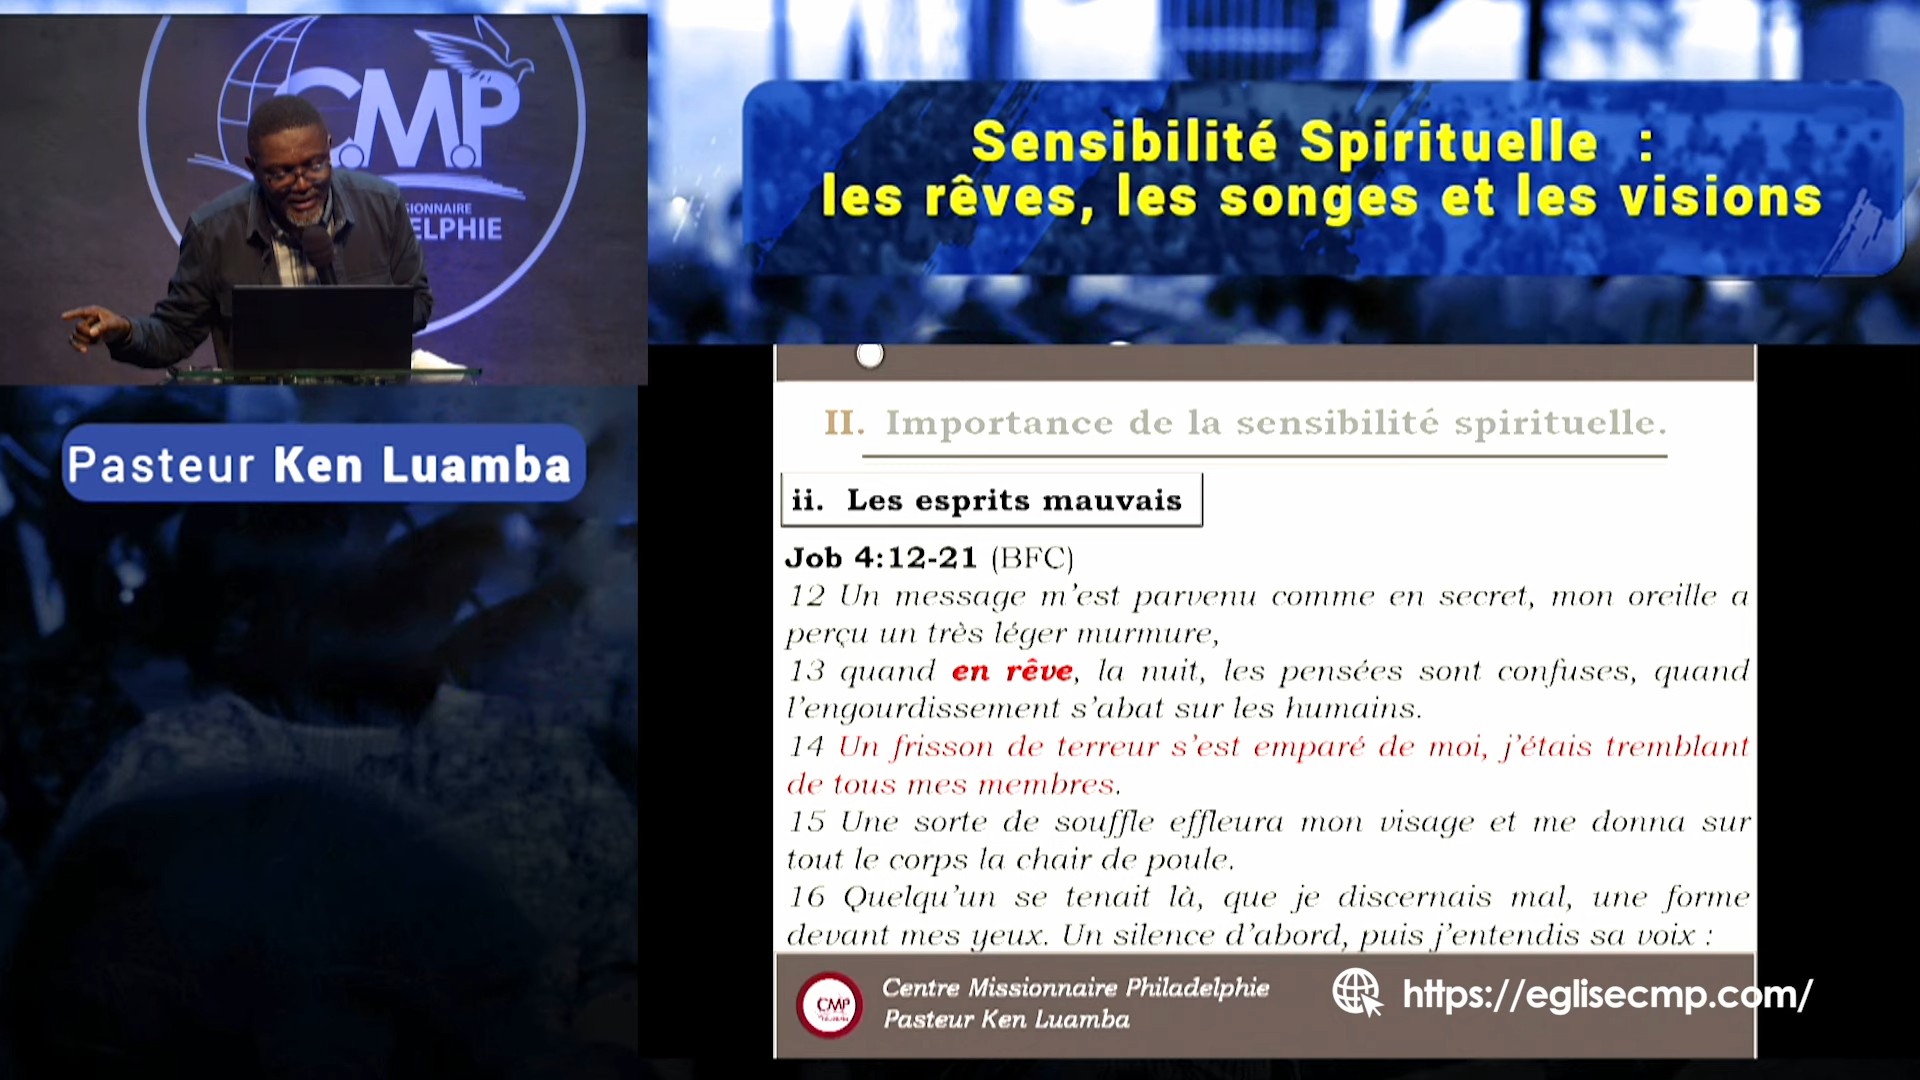 CMP
SIONNAIRE
ELPHIE
Sensibilité Spirituelle :
les rêves, les songes et les visions
Pasteur Ken Luamba
II. Importance de la sensibilité spirituelle.
ii. Les esprits mauvais
Job 4:12-21 (BFC)
12 Un message m'est parvenu comme en secret, mon oreille a
perçu un très léger murmure,
13 quand en rêve, la nuit, les pensées sont confuses, quand
l'engourdissement s'abat sur les humains.
14 Un frisson de terreur s'est emparé de moi, j'étais tremblant
de tous mes membres.
15 Une sorte de souffle effleura mon visage et me donna sur
tout le corps la chair de poule.
16 Quelqu'un se tenait là, que je discernais mal, une forme
devant mes yeux. Un silence d'abord, puis j'entendis sa voix :
CMP
Centre Missionnaire Philadelphie
Pasteur Ken Luamba
https://eglisecmp.com/